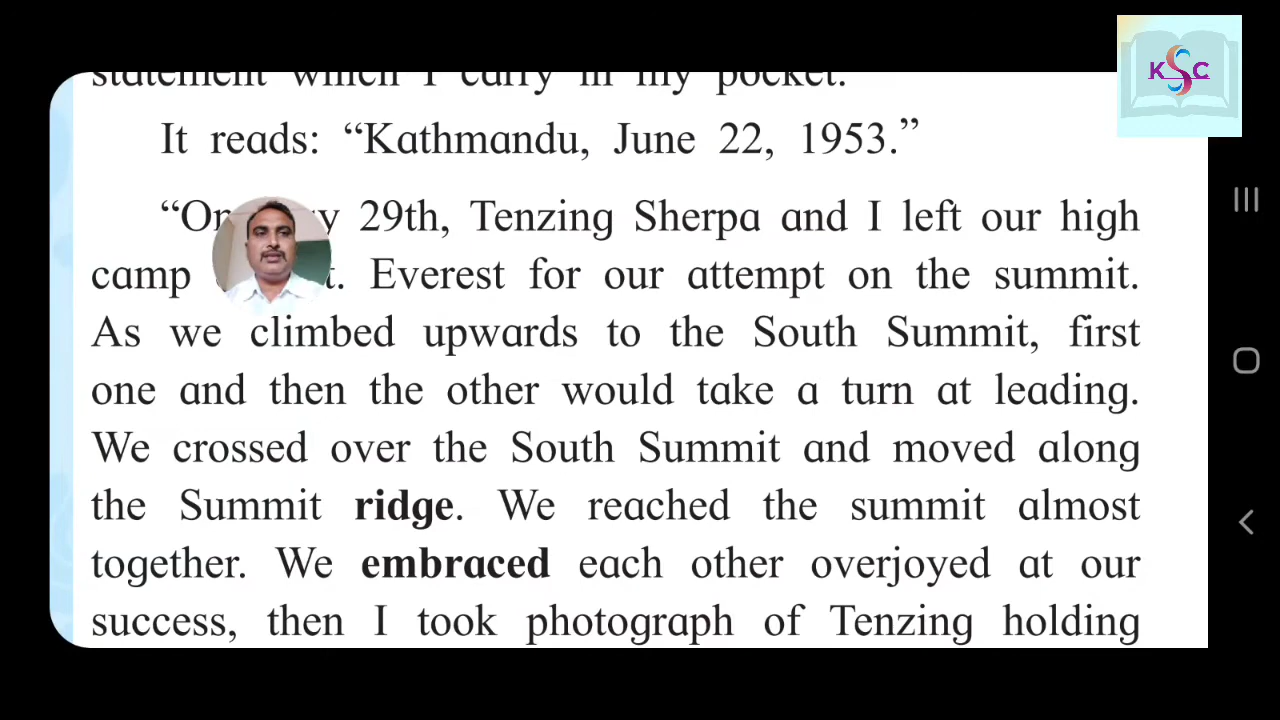 statement which I carry in my pocket.
KSC
It reads: “Kathmandu, June 22, 1953.”
29th, Tenzing Sherpa and I left our high
camp Everest for our attempt on the summit.
As we climbed upwards to the South Summit, first
one and then the other would take a turn at leading.
We crossed over the South Summit and moved along
the Summit ridge. We reached the summit almost
together. We embraced each other overjoyed at our
success, then I took photograph of Tenzing holding